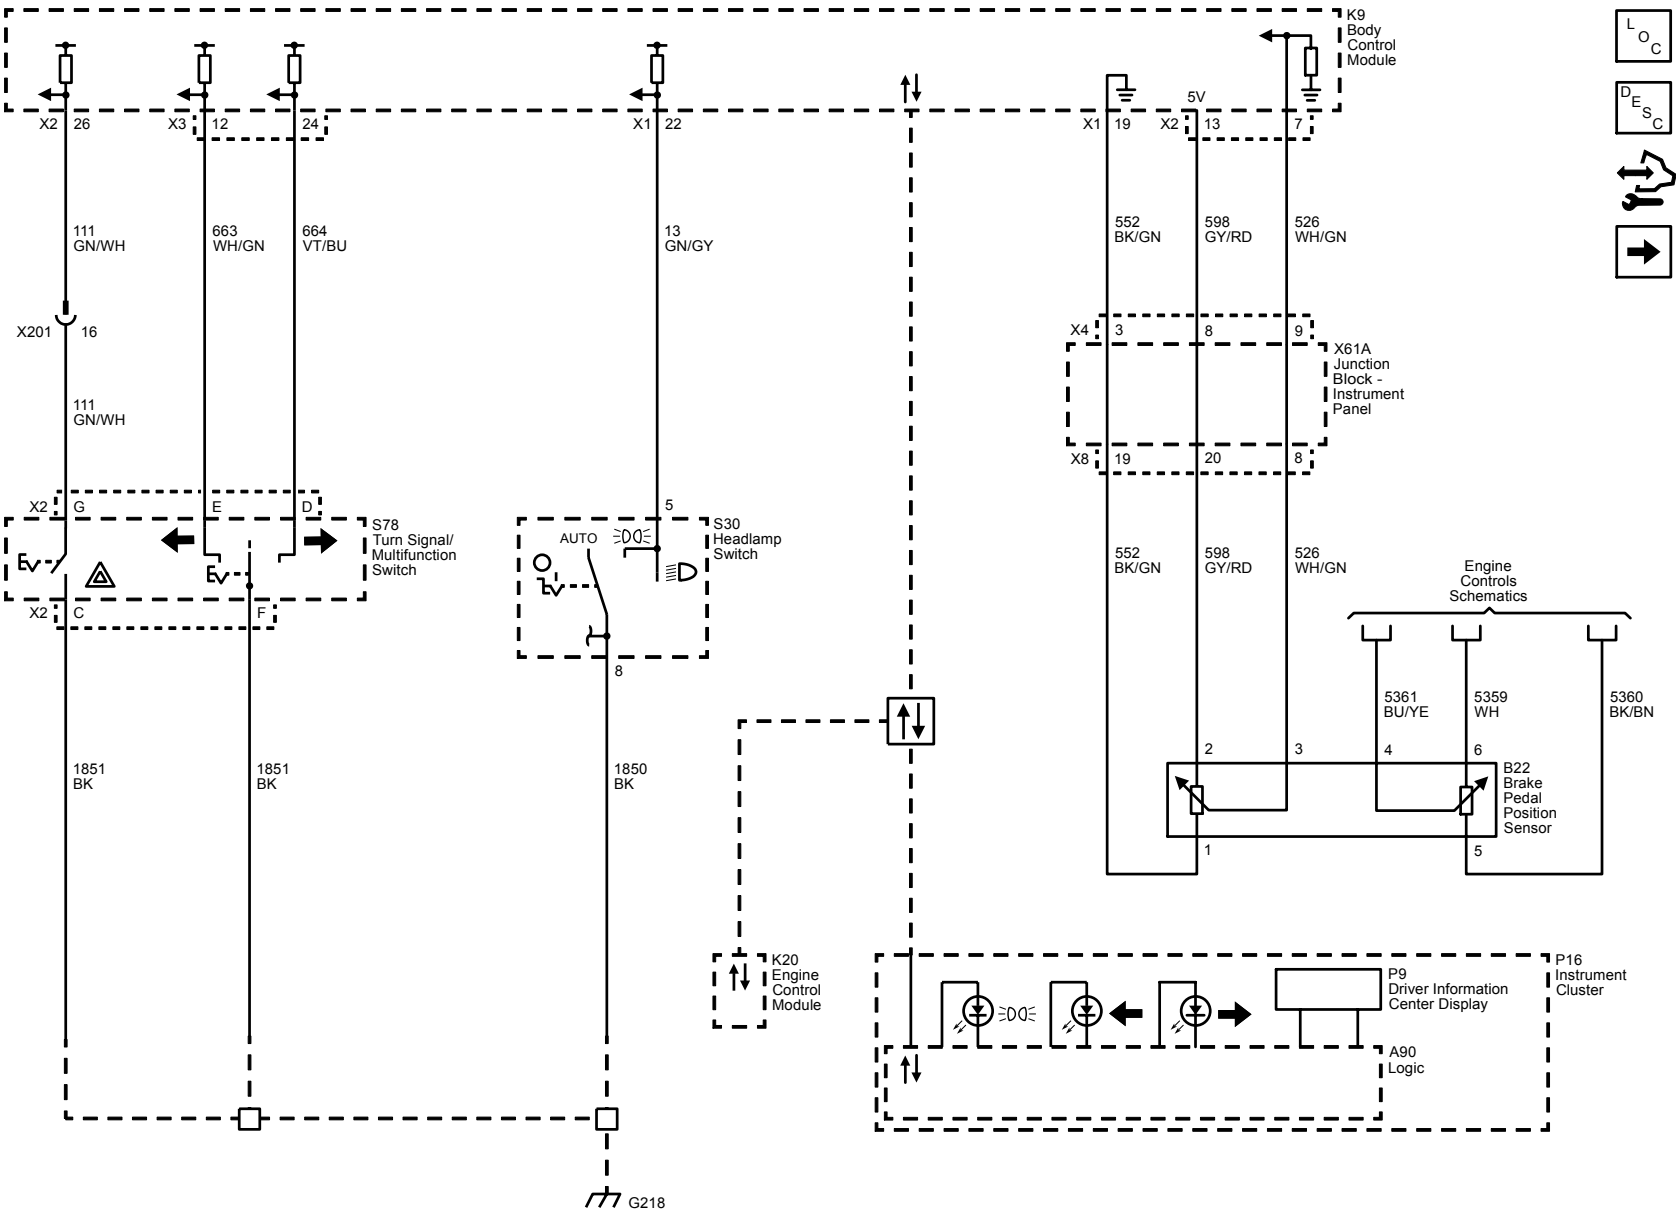 K9
Body
Control
Module
L
O
C
D
E
S
C
5V
X2 26
X3 12 24
X1 22
X1 19
X2 13 7
111
GN/WH
663
WH/GN
664
VT/BU
13
GN/GY
552
BK/GN
598
GY/RD
526
WH/GN
X201 16
X4 3 8 9
X61A
Junction
Block -
Instrument
Panel
111
GN/WH
X8 19 20 8
X2 G E D
5
S78
Turn Signal/
Multifunction
Switch
AUTO
S30
Headlamp
Switch
552
BK/GN
598
GY/RD
526
WH/GN
Engine
Controls
Schematics
X2 C F
8
5361
BU/YE
5359
WH
5360
BK/BN
1851
BK
1851
BK
1850
BK
2 3 4 6
B22
Brake
Pedal
Position
Sensor
1 5
K20
Engine
Control
Module
P16
Instrument
Cluster
P9
Driver Information
Center Display
A90
Logic
G218